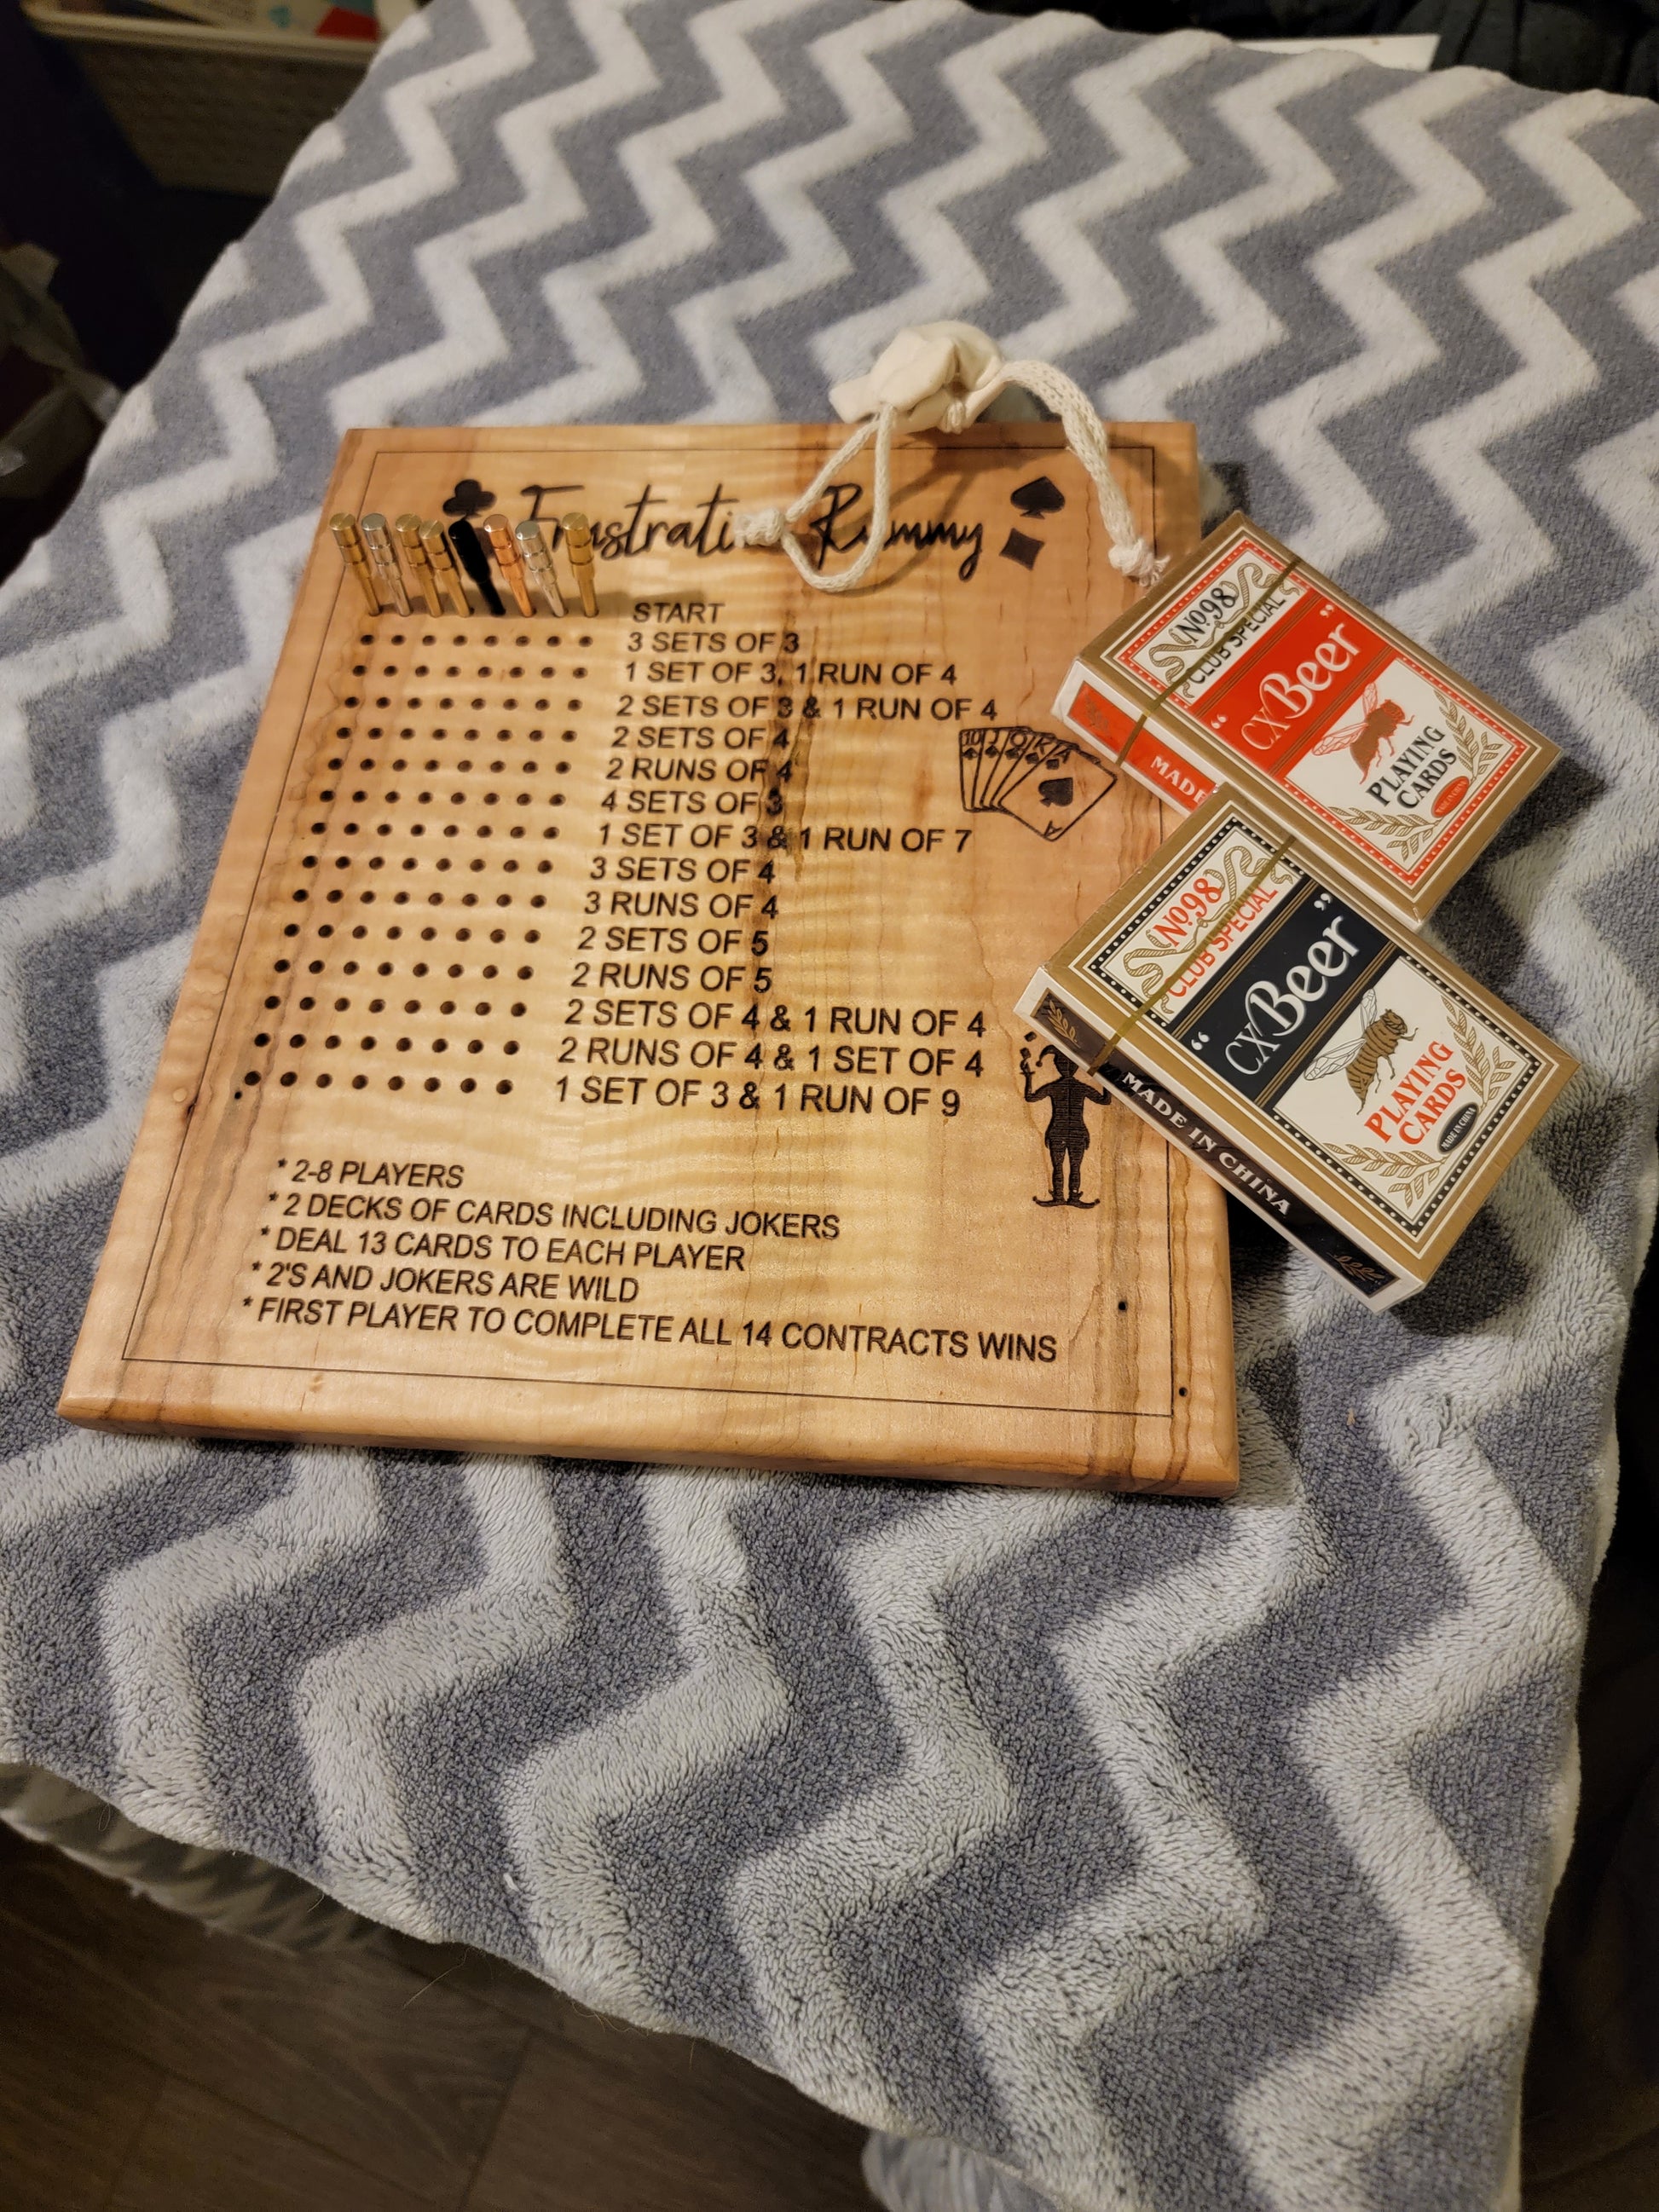 Frustrati Rummy
START
3 SETS OF 3
1 SET OF 3, 1 RUN OF 4
2 SETS OF 3 & 1 RUN OF 4
2 SETS OF 4
2 RUNS OF 4
4 SETS OF 3
1 SET OF 3 & 1 RUN OF 7
3 SETS OF 4
3 RUNS OF 4
2 SETS OF 5
2 RUNS OF 5
2 SETS OF 4 & 1 RUN OF 4
2 RUNS OF 4 & 1 SET OF 4
1 SET OF 3 & 1 RUN OF 9
* 2-8 PLAYERS
* 2 DECKS OF CARDS INCLUDING JOKERS
* DEAL 13 CARDS TO EACH PLAYER
* 2'S AND JOKERS ARE WILD
* FIRST PLAYER TO COMPLETE ALL 14 CONTRACTS WINS
10 J Q K A
A
No98
CLUB SPECIAL
"CX Beer"
PLAYING
CARDS
MADE
No98
CLUB SPECIAL
"CX Beer"
PLAYING
CARDS
MADE IN CHINA
MADE IN CHINA